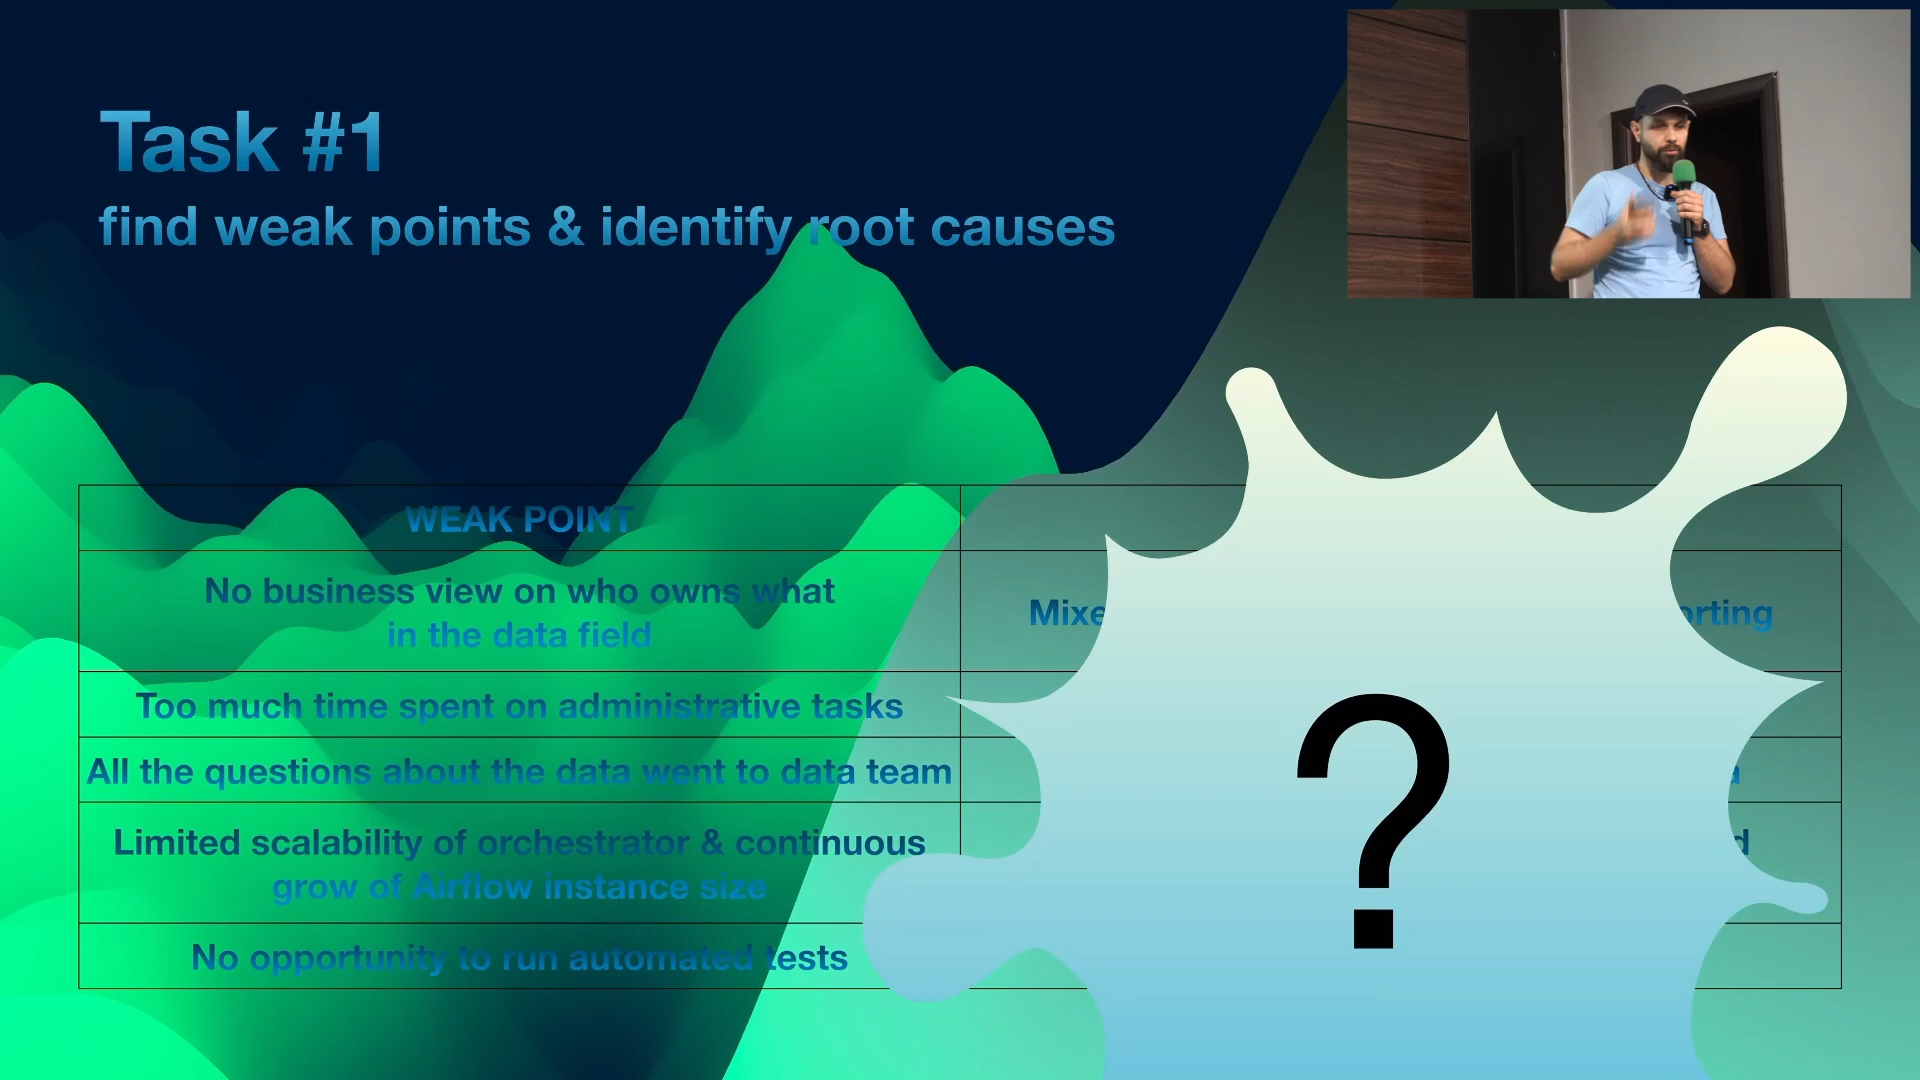 Task #1
find weak points & identify root causes
WEAK POINT
No business view on who owns what
in the data field
Too much time spent on administrative tasks
All the questions about the data went to data team
Limited scalability of orchestrator & continuous
grow of Airflow instance size
No opportunity to run automated tests
?